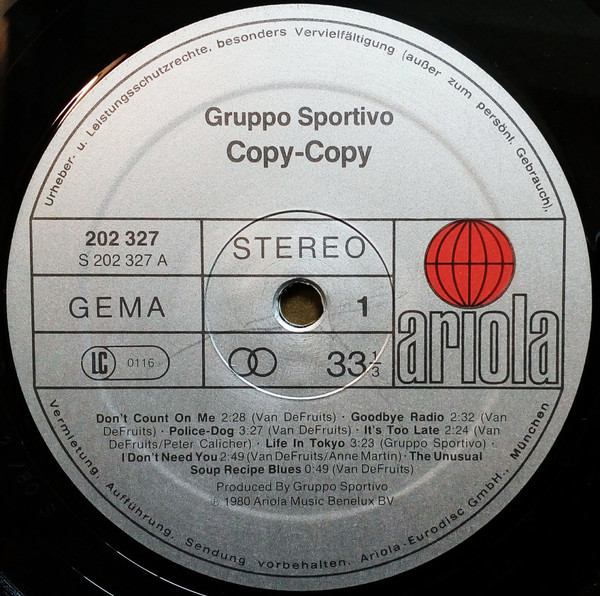 Urheber- u. Leistungsschutzrechte, besonders Vervielfältigung (außer zum persönl. Gebrauch),
Gruppo Sportivo
Copy-Copy
202 327
S 202 327 A
STEREO
GEMA
1
LC 0116
33 1/3
ariola
Don't Count On Me 2:28 (Van DeFruits) · Goodbye Radio 2:32 (Van
DeFruits) · Police-Dog 3:27 (Van DeFruits) · It's Too Late 2:24 (Van
DeFruits/Peter Calicher) · Life In Tokyo 3:23 (Gruppo Sportivo) ·
I Don't Need You 2:49 (Van DeFruits/Anne Martin) · The Unusual
Soup Recipe Blues 0:49 (Van DeFruits)
Produced By Gruppo Sportivo
℗ 1980 Ariola Music Benelux BV
Vermietung, Aufführung, Sendung vorbehalten. Ariola-Eurodisc GmbH., München